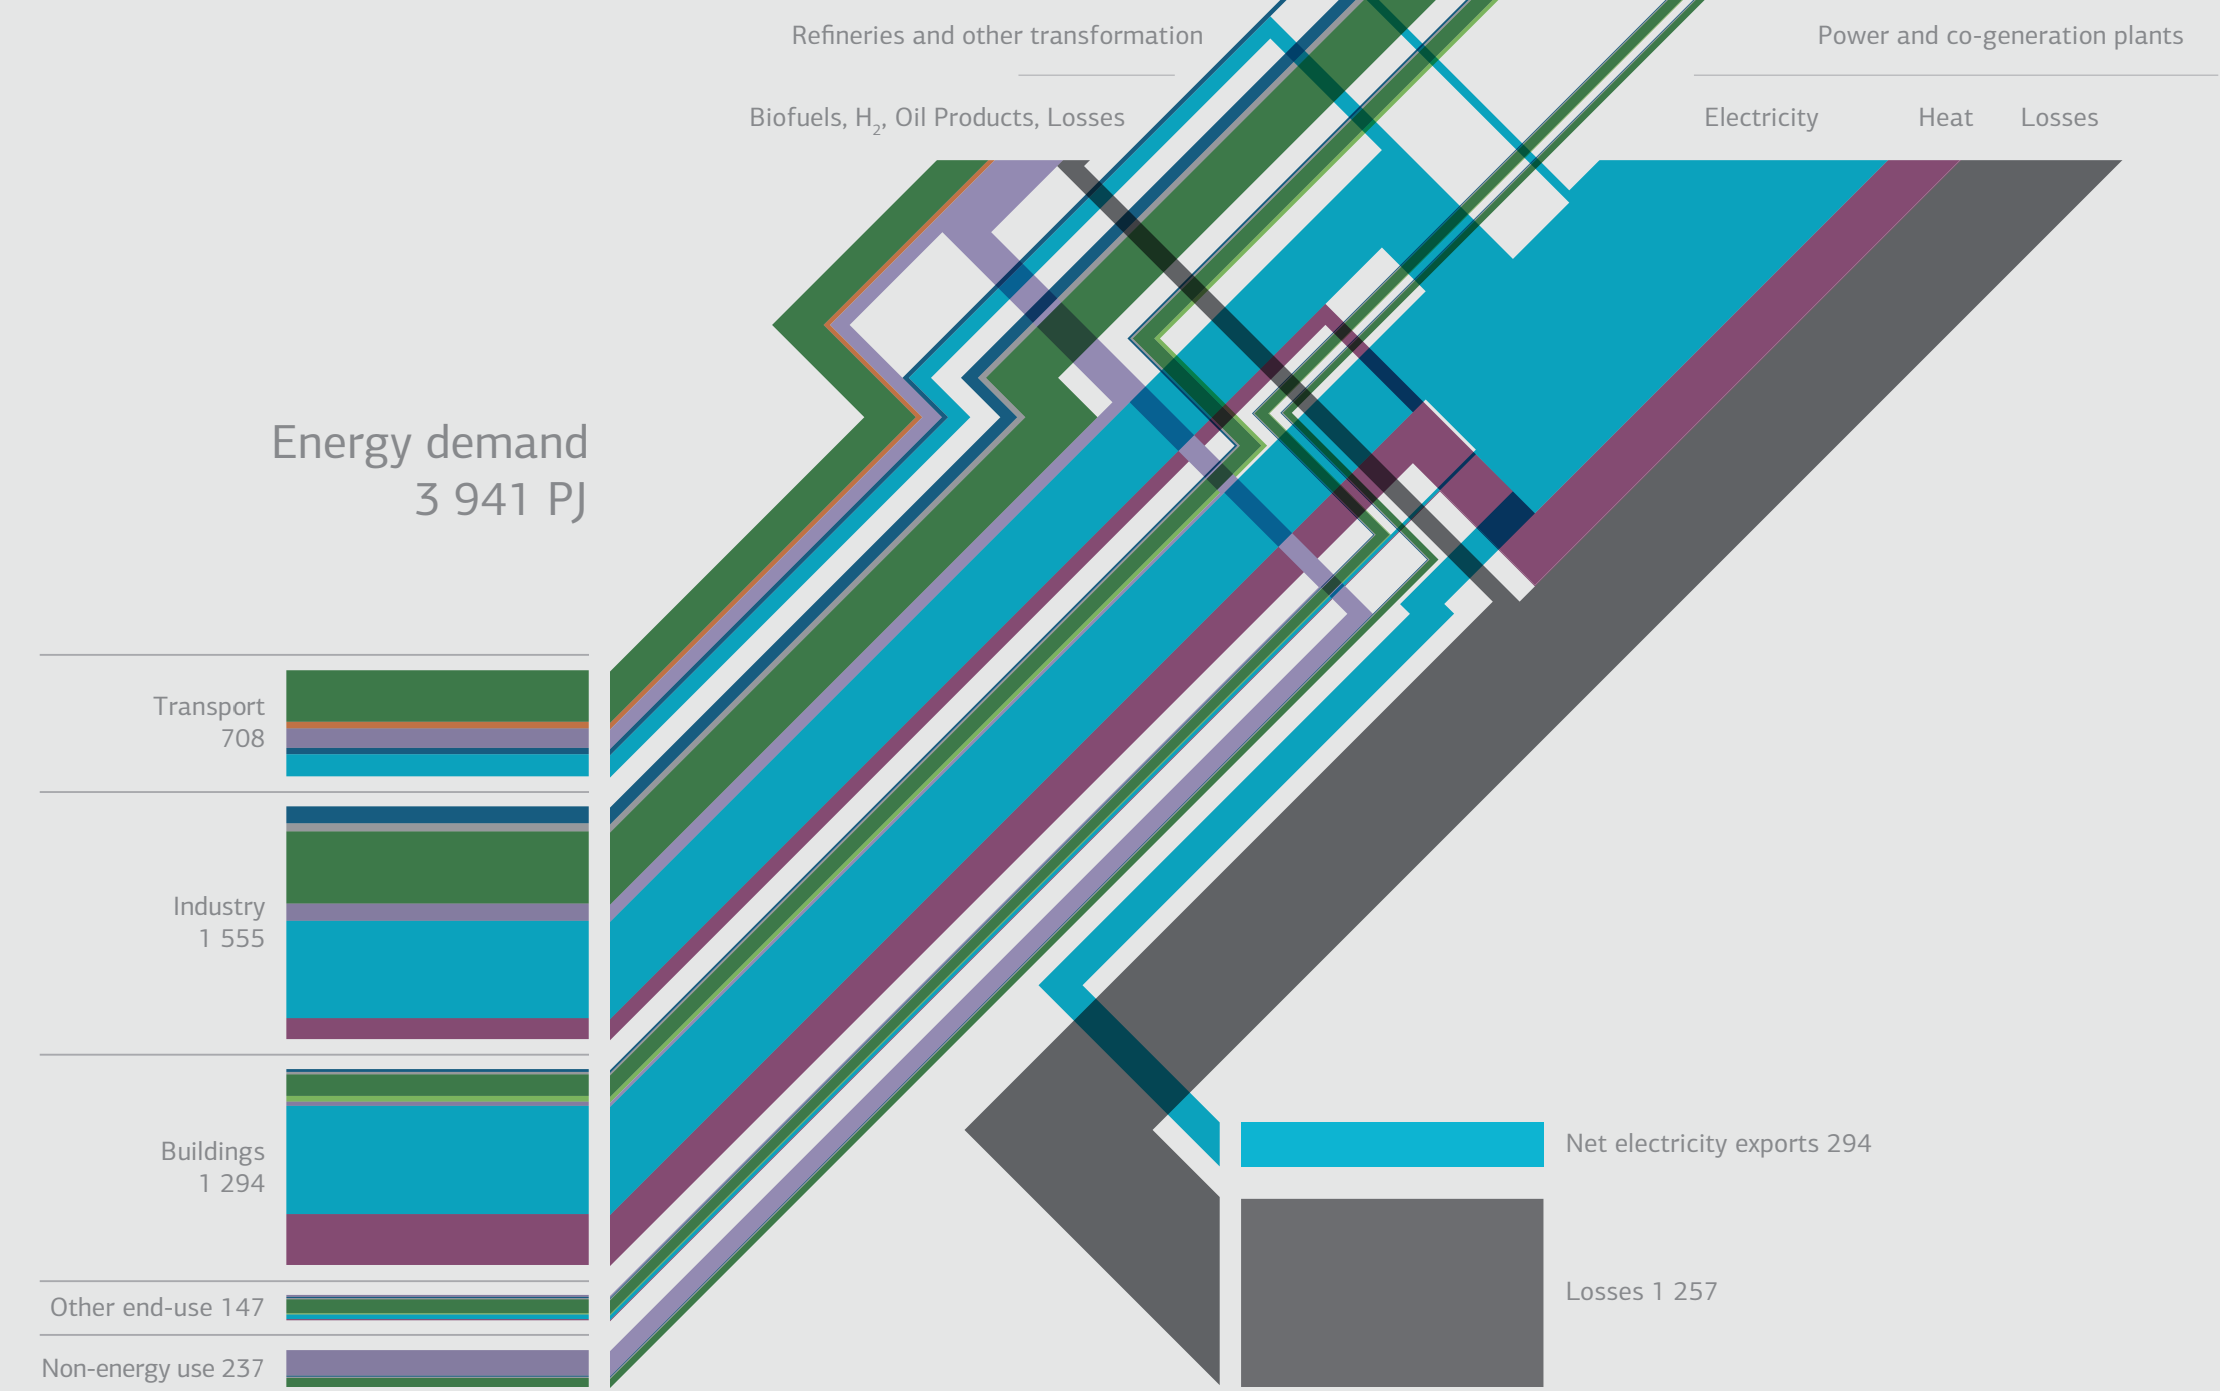 Refineries and other transformation
Power and co-generation plants
Biofuels, H₂, Oil Products, Losses
Electricity
Heat
Losses
Energy demand
3 941 PJ
Transport
708
Industry
1 555
Buildings
1 294
Net electricity exports 294
Losses 1 257
Other end-use 147
Non-energy use 237